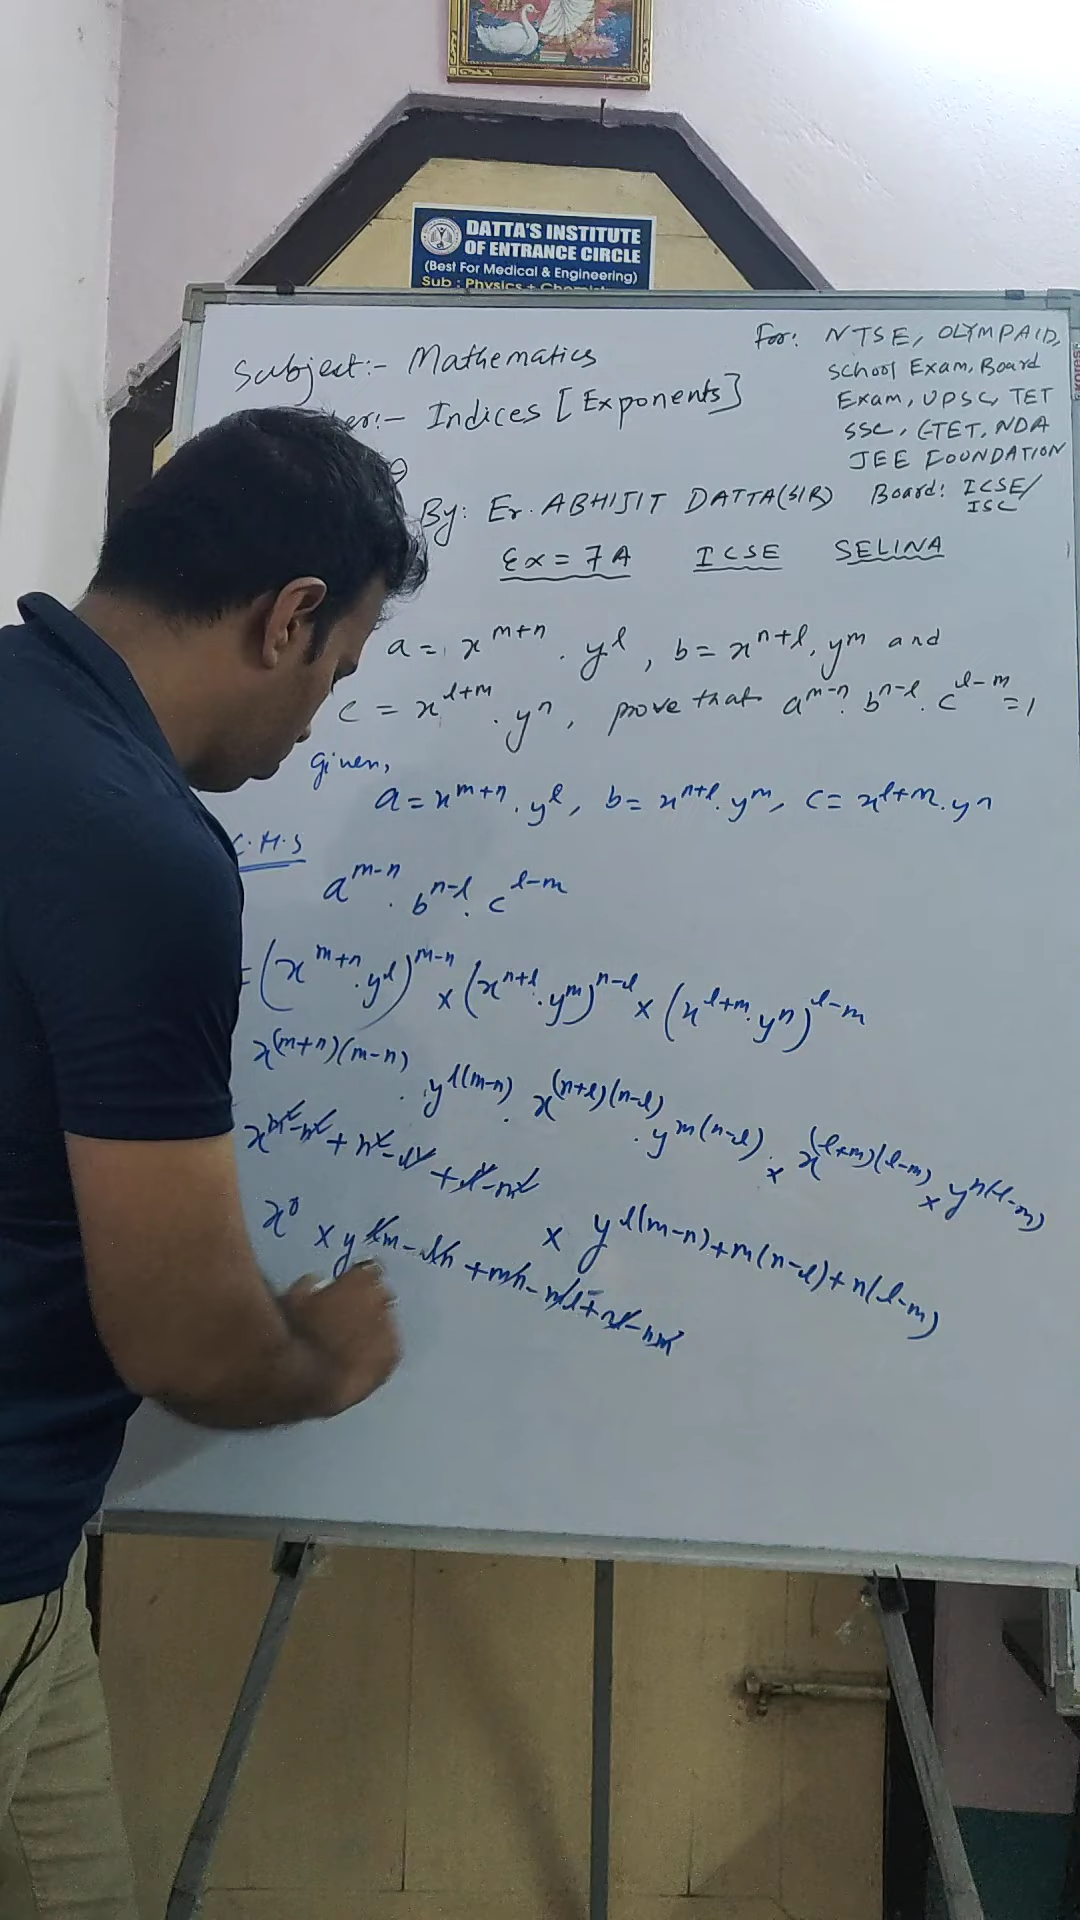 DATTA'S INSTITUTE
OF ENTRANCE CIRCLE
(Best For Medical & Engineering)
Sub : Physics + Chemist
For: NTSE, OLYMPAID,
School Exam, Board
Exam, UPSC, TET
SSC, CTET, NDA
JEE FOUNDATION
Board: ICSE/
ISC
Subject:- Mathematics
er:- Indices [Exponents]
By: Er. ABHIJIT DATTA(SIR)
Ex = 7A ICSE SELINA
a = x^{m+n} . y^l, b = x^{n+l} . y^m and
c = x^{l+m} . y^n, prove that a^{m-n} . b^{n-l} . c^{l-m} = 1
given,
a = x^{m+n} . y^l, b = x^{n+l} . y^m, c = x^{l+m} . y^n
L.H.S
a^{m-n} . b^{n-l} . c^{l-m}
= (x^{m+n} . y^l)^{m-n} × (x^{n+l} . y^m)^{n-l} × (x^{l+m} . y^n)^{l-m}
x^{(m+n)(m-n)} . y^{l(m-n)} . x^{(n+l)(n-l)} . y^{m(n-l)} × x^{(l+m)(l-m)} × y^{n(l-m)}
x^{m²-n²+n²-l²+l²-m²} × y^{l(m-n)+m(n-l)+n(l-m)}
x^0 × y^{lm-ln+mn-ml+nl-nm}